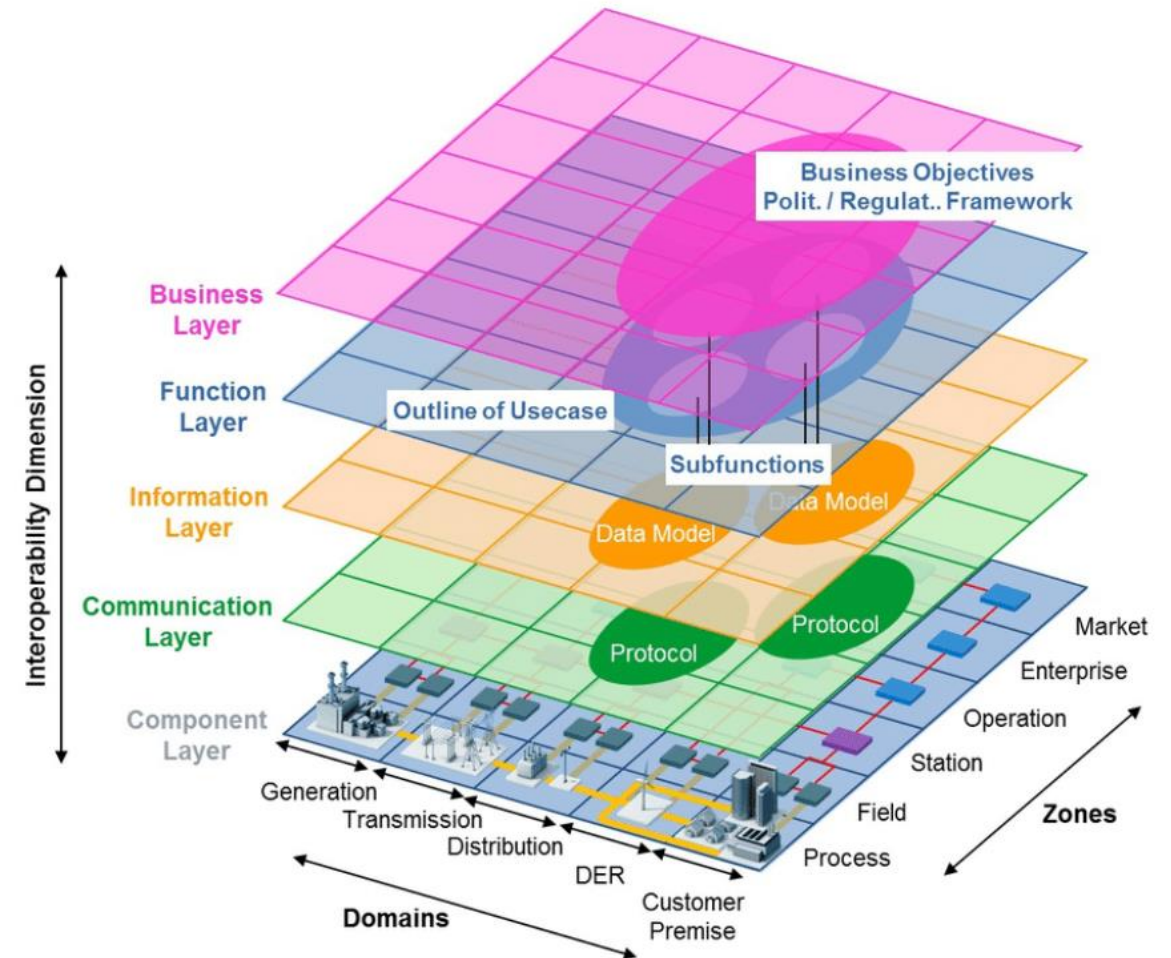 Business Objectives
Polit. / Regulat.. Framework
Interoperability Dimension
Business
Layer
Function
Layer
Outline of Usecase
Subfunctions
Information
Layer
Data Model
Data Model
Communication
Layer
Protocol
Protocol
Component
Layer
Generation
Transmission
Distribution
DER
Customer
Premise
Domains
Market
Enterprise
Operation
Station
Field
Process
Zones